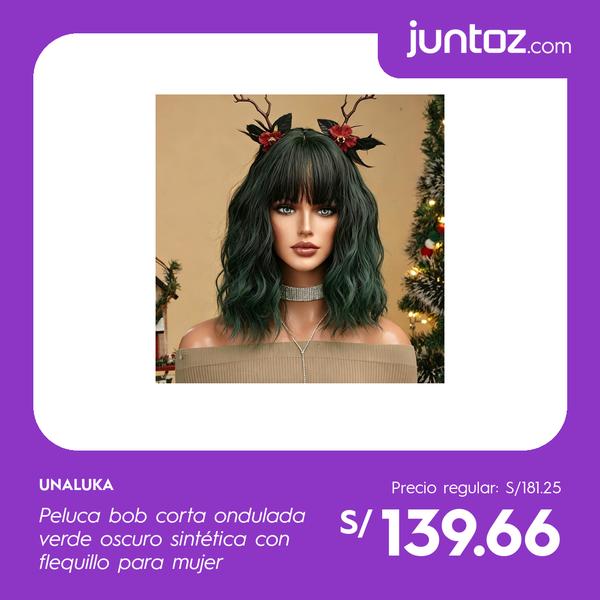 juntoz.com
UNALUKA
Peluca bob corta ondulada
verde oscuro sintética con
flequillo para mujer
Precio regular: S/181.25
S/139.66